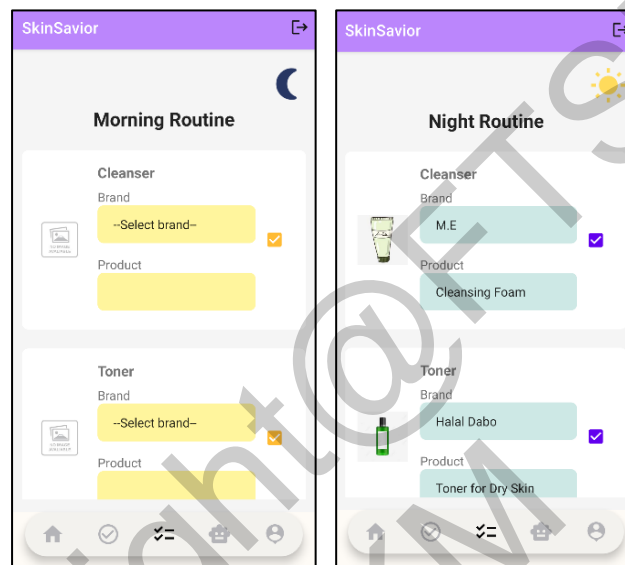 SkinSavior
Morning Routine
Cleanser
Brand
--Select brand--
Product
Toner
Brand
--Select brand--
Product
SkinSavior
Night Routine
Cleanser
Brand
M.E
Product
Cleansing Foam
Toner
Brand
Halal Dabo
Product
Toner for Dry Skin